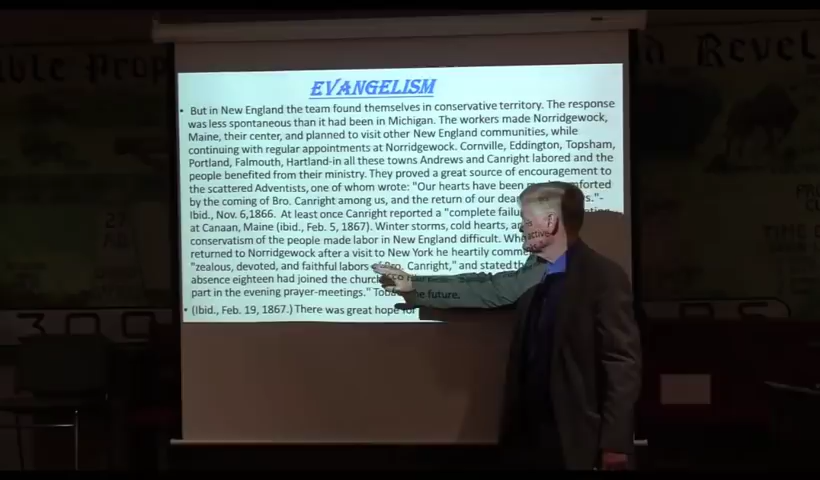 EVANGELISM
• But in New England the team found themselves in conservative territory. The response
was less spontaneous than it had been in Michigan. The workers made Norridgewock,
Maine, their center, and planned to visit other New England communities, while
continuing with regular appointments at Norridgewock. Cornville, Eddington, Topsham,
Portland, Falmouth, Hartland-in all these towns Andrews and Canright labored and the
people benefited from their ministry. They proved a great source of encouragement to
the scattered Adventists, one of whom wrote: "Our hearts have been
by the coming of Bro. Canright among us, and the return of our
Ibid., Nov. 6,1866. At least once Canright reported a "complete
at Canaan, Maine (ibid., Feb. 5, 1867). Winter storms, cold hearts,
conservatism of the people made labor in New England difficult.
returned to Norridgewock after a visit to New York he heartily
"zealous, devoted, and faithful labors Bro. Canright," and stated
absence eighteen had joined the
part in the evening prayer-meetings." the future.
• (Ibid., Feb. 19, 1867.) There was great hope